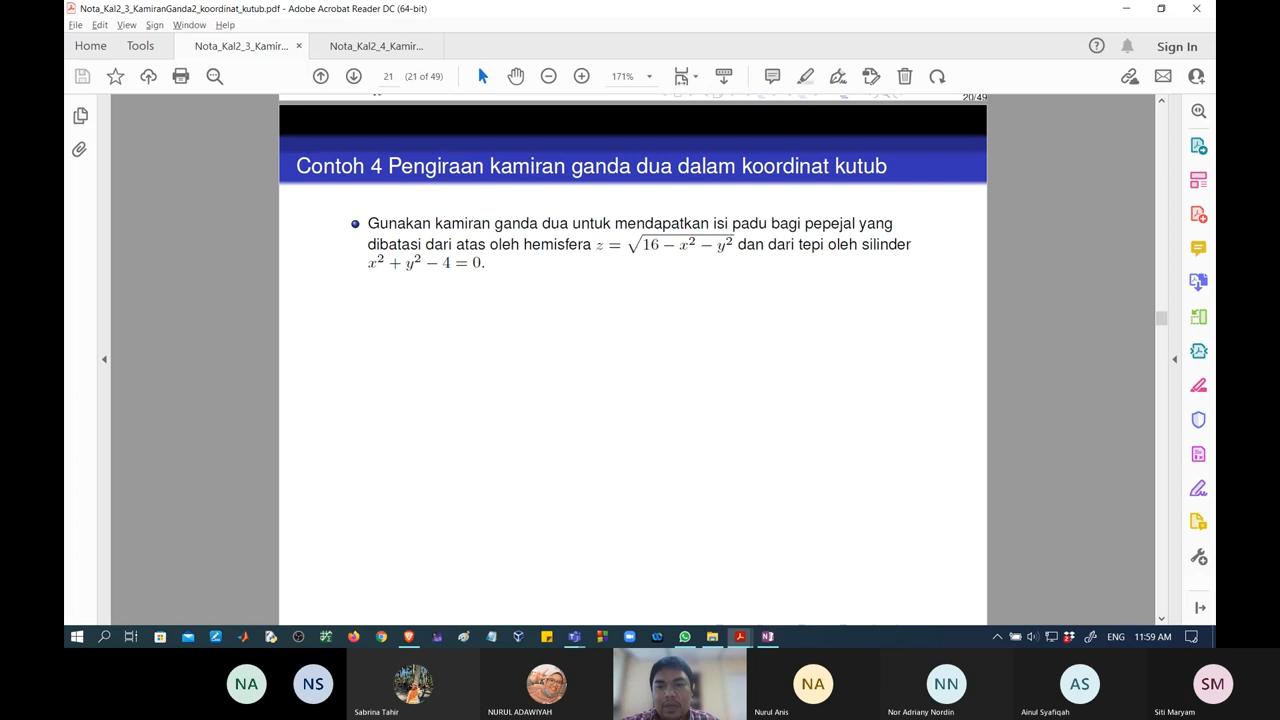 Nota_Kal2_3_KamiranGanda2_koordinat_kutub.pdf - Adobe Acrobat Reader DC (64-bit)
File Edit View Sign Window Help
Home Tools Nota_Kal2_3_Kamir... × Nota_Kal2_4_Kamir... Sign In
21 (21 of 49) 171%
20/49
Contoh 4 Pengiraan kamiran ganda dua dalam koordinat kutub
Gunakan kamiran ganda dua untuk mendapatkan isi padu bagi pepejal yang
dibatasi dari atas oleh hemisfera z = √(16 − x² − y²) dan dari tepi oleh silinder
x² + y² − 4 = 0.
ENG 11:59 AM
NA NS NA NN AS SM
Sabrina Tahir NURUL ADAWIYAH Nurul Anis Nor Adriany Nordin Ainul Syafiqah Siti Maryam